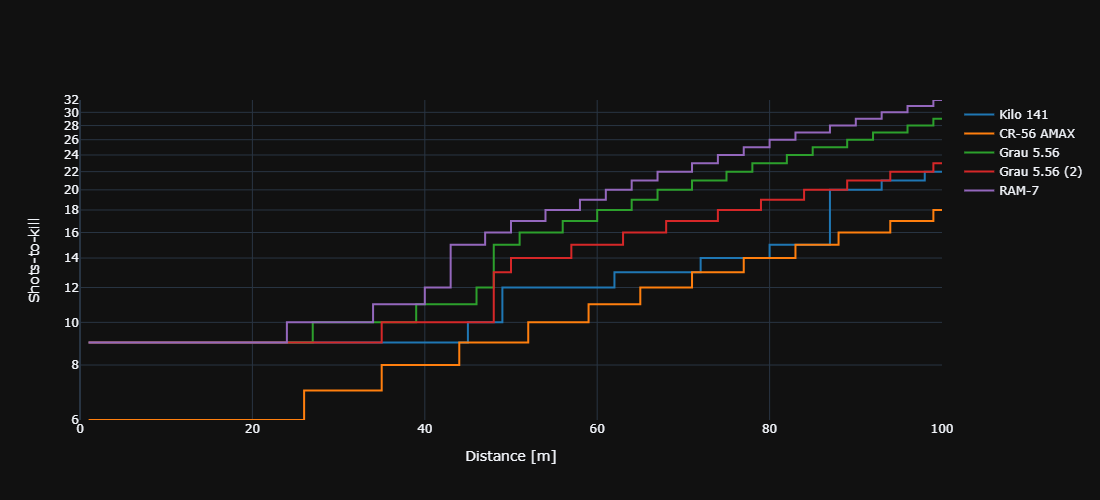 32
30
28
26
24
22
20
18
16
14
12
10
8
6
Shots-to-kill
0 20 40 60 80 100
Distance [m]
Kilo 141
CR-56 AMAX
Grau 5.56
Grau 5.56 (2)
RAM-7